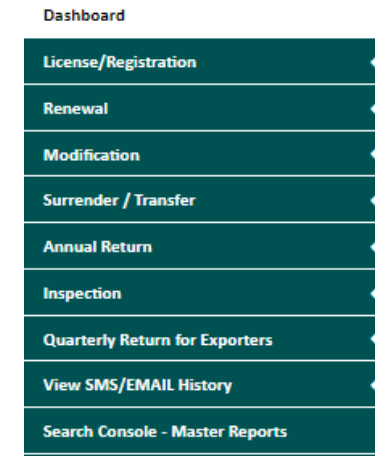 Dashboard
License/Registration
Renewal
Modification
Surrender / Transfer
Annual Return
Inspection
Quarterly Return for Exporters
View SMS/EMAIL History
Search Console - Master Reports